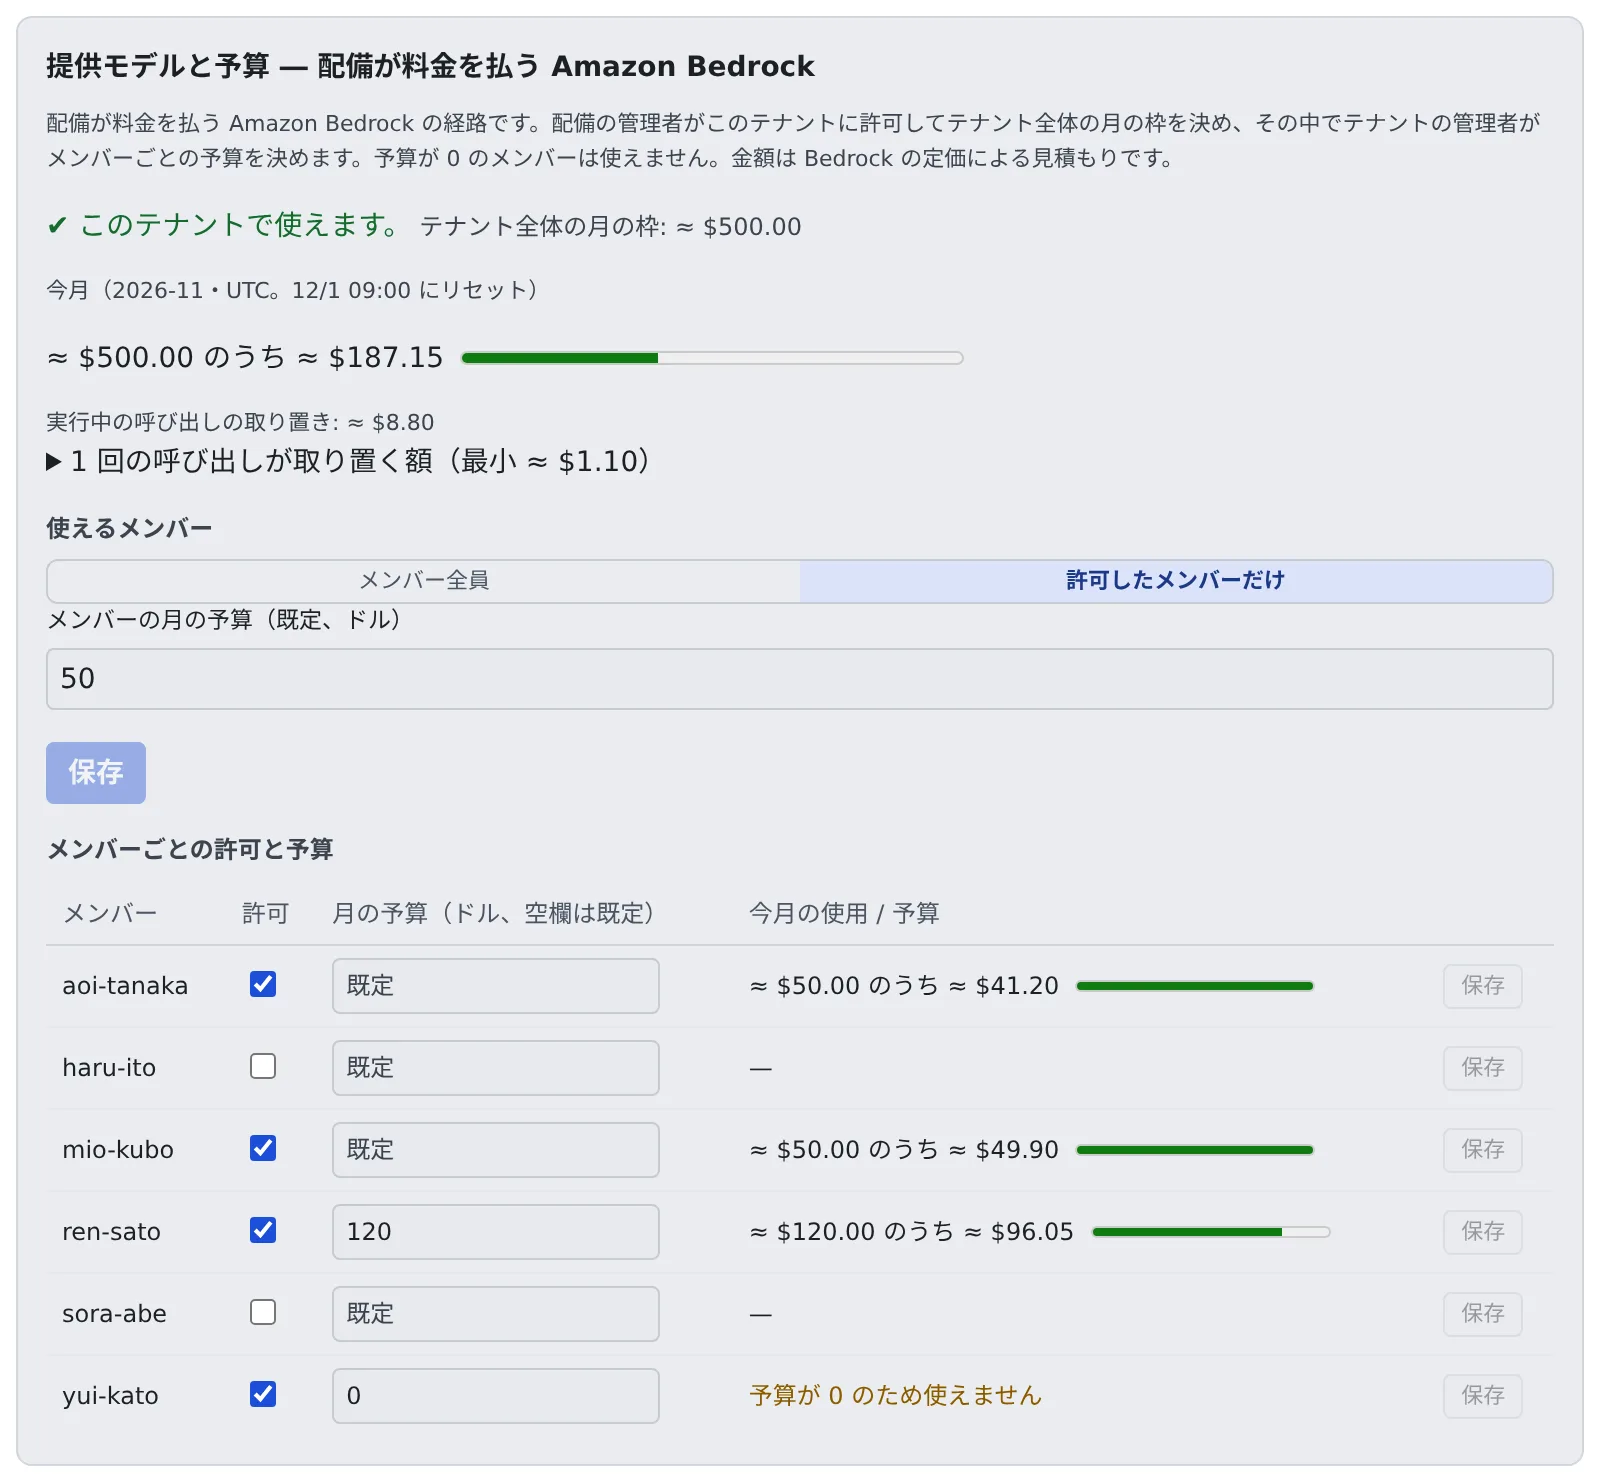 提供モデルと予算 — 配備が料金を払う Amazon Bedrock
配備が料金を払う Amazon Bedrock の経路です。配備の管理者がこのテナントに許可してテナント全体の月の枠を決め、その中でテナントの管理者が
メンバーごとの予算を決めます。予算が 0 のメンバーは使えません。金額は Bedrock の定価による見積もりです。
✔ このテナントで使えます。 テナント全体の月の枠: ≈ $500.00
今月（2026-11・UTC。12/1 09:00 にリセット）
≈ $500.00 のうち ≈ $187.15
実行中の呼び出しの取り置き: ≈ $8.80
▶ 1 回の呼び出しが取り置く額（最小 ≈ $1.10）
使えるメンバー
メンバー全員 許可したメンバーだけ
メンバーの月の予算（既定、ドル）
50
保存
メンバーごとの許可と予算
メンバー 許可 月の予算（ドル、空欄は既定） 今月の使用 / 予算
aoi-tanaka 既定 ≈ $50.00 のうち ≈ $41.20 保存
haru-ito 既定 — 保存
mio-kubo 既定 ≈ $50.00 のうち ≈ $49.90 保存
ren-sato 120 ≈ $120.00 のうち ≈ $96.05 保存
sora-abe 既定 — 保存
yui-kato 0 予算が 0 のため使えません 保存